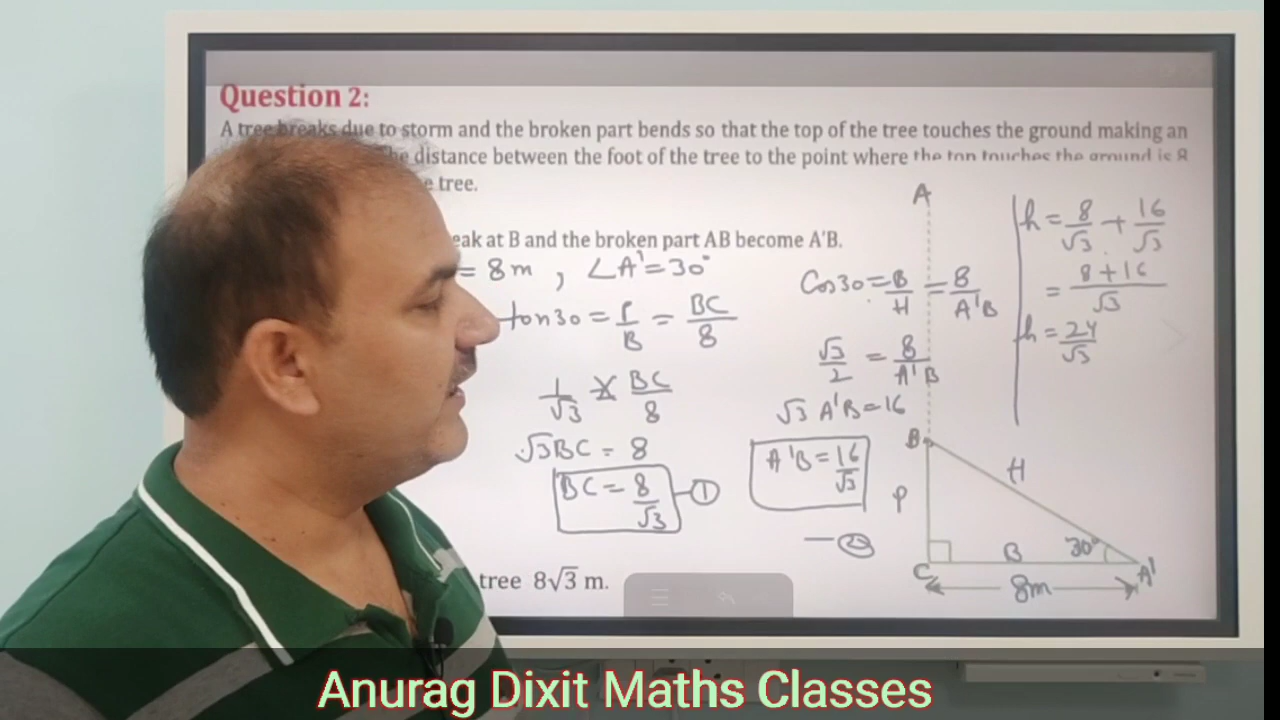 Question 2:
A tree breaks due to storm and the broken part bends so that the top of the tree touches the ground making an
he distance between the foot of the tree to the point where the top touches the ground is 8
e tree.
eak at B and the broken part AB become A'B.
= 8m , ∠A' = 30°
tan30 = P/B = BC/8
1/√3 = BC/8
√3BC = 8
BC = 8/√3 — ①
tree 8√3 m.
Cos30 = B/H = 8/A'B
√3/2 = 8/A'B
√3 A'B = 16
A'B = 16/√3
— ②
h = 8/√3 + 16/√3
= 8+16/√3
h = 24/√3
A
B
H
P
B
30°
C
A'
8m
Anurag Dixit Maths Classes